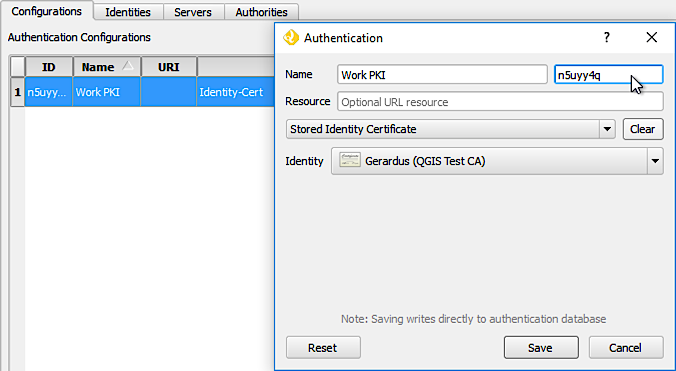 Configurations Identities Servers Authorities
Authentication Configurations
ID Name URI
1 n5uyy... Work PKI Identity-Cert
Authentication ?
Name Work PKI n5uyy4q
Resource Optional URL resource
Stored Identity Certificate Clear
Identity Gerardus (QGIS Test CA)
Note: Saving writes directly to authentication database
Reset Save Cancel